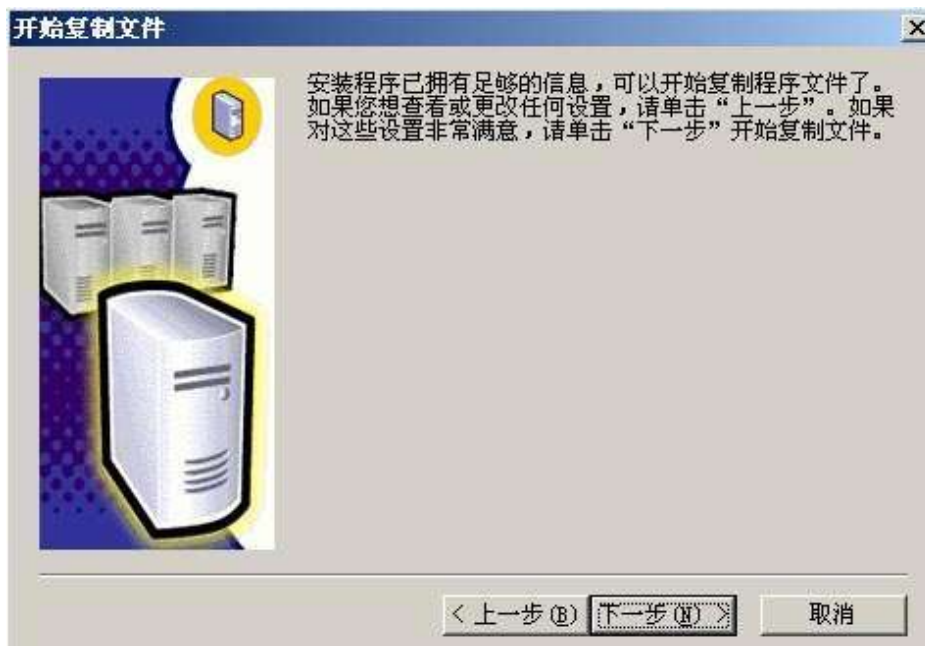 开始复制文件
安装程序已拥有足够的信息，可以开始复制程序文件了。
如果您想查看或更改任何设置，请单击“上一步”。如果
对这些设置非常满意，请单击“下一步”开始复制文件。
< 上一步(B) 下一步(N) > 取消